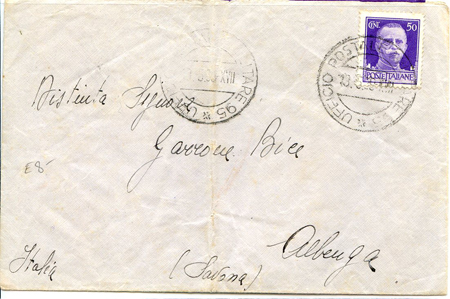 CENT. 50
POSTE ITALIANE
UFFICIO POSTALE
95
Distinta Signora
Garrone Bice
E8-
Albenga
Italia (Savona)